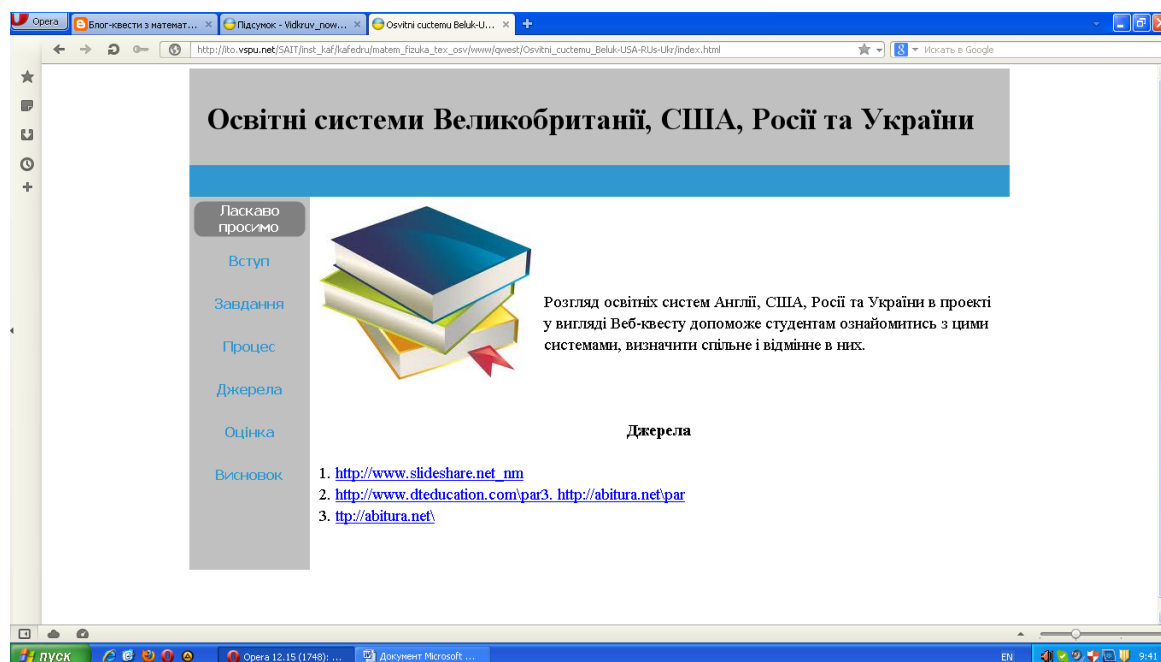 Opera
Блог-квести з математ...
Підсумок - Vidkruv_now...
Osvitni cuctemu Beluk-U...
http://ito.vspu.net/SAIT/inst_kaf/kafedru/matem_fizuka_tex_osv/www/qwest/Osvitni_cuctemu_Beluk-USA-RUs-Ukr/index.html
Искать в Google
Освітні системи Великобританії, США, Росії та України
Ласкаво
просимо
Вступ
Завдання
Процес
Джерела
Оцінка
Висновок
Розгляд освітніх систем Англії, США, Росії та України в проекті
у вигляді Веб-квесту допоможе студентам ознайомитись з цими
системами, визначити спільне і відмінне в них.
Джерела
1. http://www.slideshare.net_nm
2. http://www.dteducation.com\par3. http://abitura.net\par
3. ttp://abitura.net\
пуск
Opera 12.15 (1748): ...
Документ Microsoft ...
EN
9:41